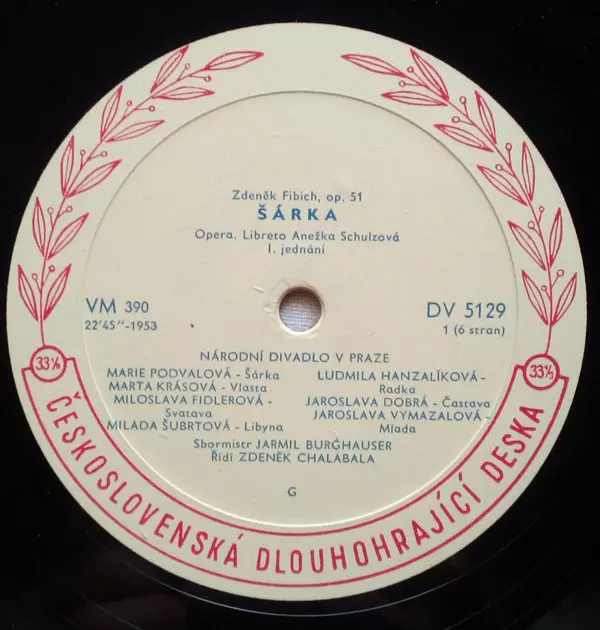 Zdeněk Fibich, op. 51
ŠÁRKA
Opera. Libreto Anežka Schulzová
I. jednání
VM 390
22'45"-1953
DV 5129
1 (6 stran)
NÁRODNÍ DIVADLO V PRAZE
MARIE PODVALOVÁ - Šárka
MARTA KRÁSOVÁ - Vlasta
MILOSLAVA FIDLEROVÁ -
Svatava
MILADA ŠUBRTOVÁ - Libyna
LUDMILA HANZALÍKOVÁ -
Radka
JAROSLAVA DOBRÁ - Častava
JAROSLAVA VYMAZALOVÁ -
Mlada
Sbormistr JARMIL BURGHAUSER
Řídí ZDENĚK CHALABALA
G
33⅓
33⅓
ČESKOSLOVENSKÁ DLOUHOHRAJÍCÍ DESKA